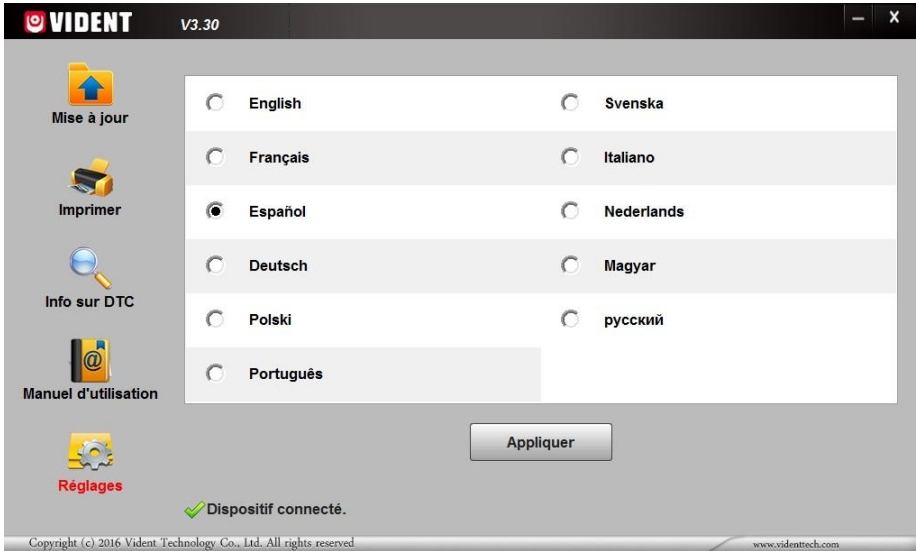 VIDENT V3.30
Mise à jour
Imprimer
Info sur DTC
Manuel d'utilisation
Réglages
English
Français
Español
Deutsch
Polski
Português
Svenska
Italiano
Nederlands
Magyar
русский
Appliquer
Dispositif connecté.
Copyright (c) 2016 Vident Technology Co., Ltd. All rights reserved
www.videnttech.com